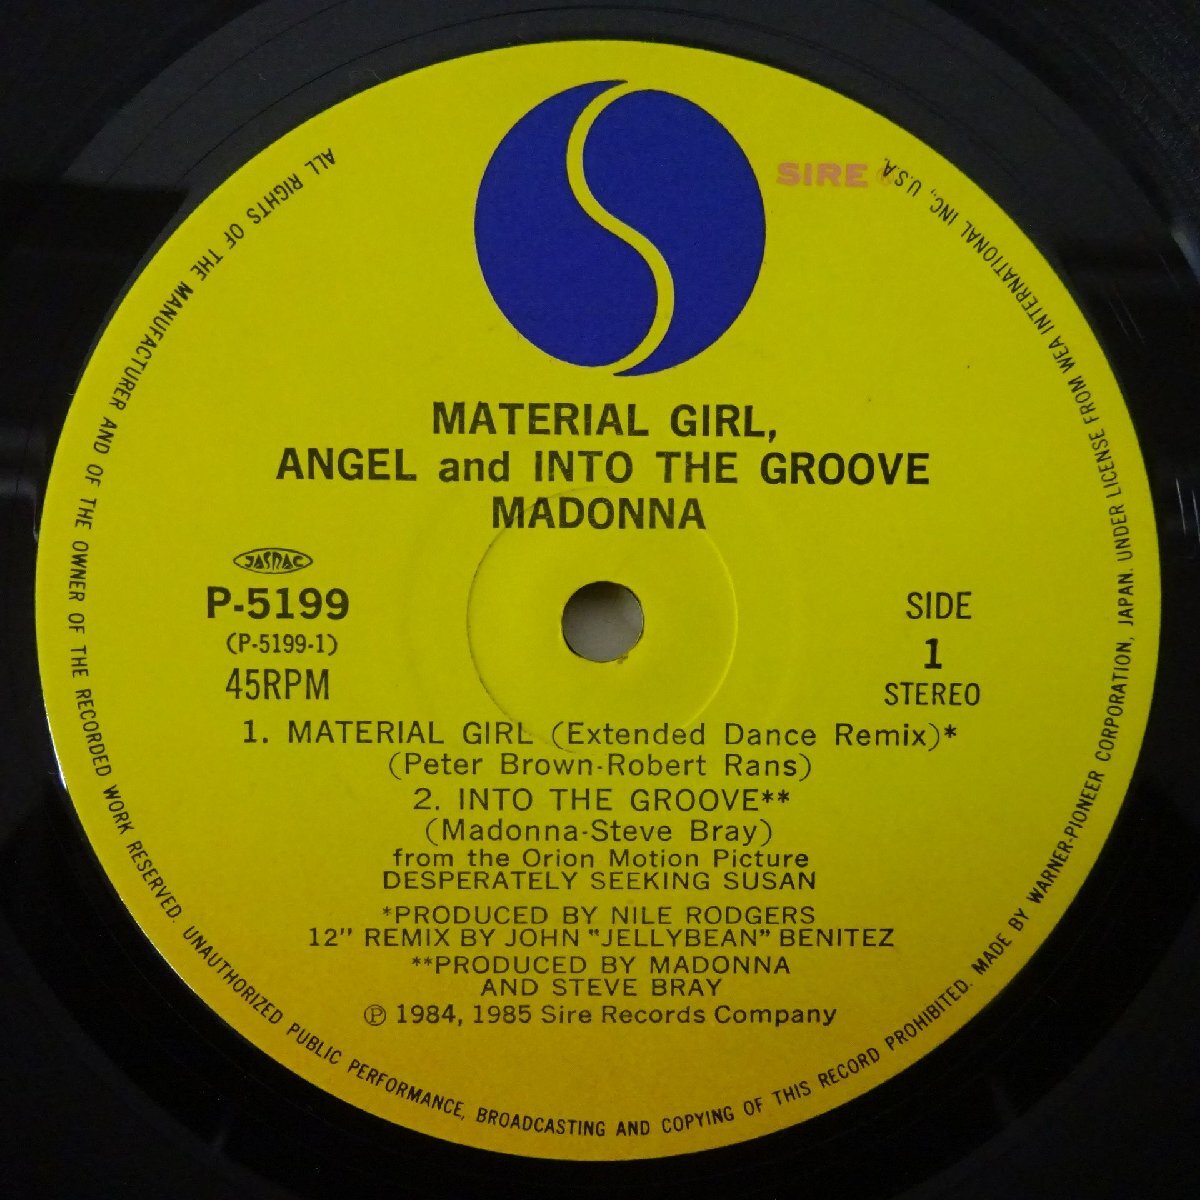 SIRE
MATERIAL GIRL,
ANGEL and INTO THE GROOVE
MADONNA
JASRAC
P-5199
(P-5199-1)
45RPM
SIDE
1
STEREO
1. MATERIAL GIRL (Extended Dance Remix)*
(Peter Brown-Robert Rans)
2. INTO THE GROOVE**
(Madonna-Steve Bray)
from the Orion Motion Picture
DESPERATELY SEEKING SUSAN
*PRODUCED BY NILE RODGERS
12" REMIX BY JOHN "JELLYBEAN" BENITEZ
**PRODUCED BY MADONNA
AND STEVE BRAY
℗ 1984, 1985 Sire Records Company
ALL RIGHTS OF THE MANUFACTURER AND OF THE OWNER OF THE RECORDED WORK RESERVED. UNAUTHORIZED PUBLIC PERFORMANCE, BROADCASTING AND COPYING OF THIS RECORD PROHIBITED. MADE BY WARNER-PIONEER CORPORATION, JAPAN. UNDER LICENSE FROM WEA INTERNATIONAL INC., U.S.A.